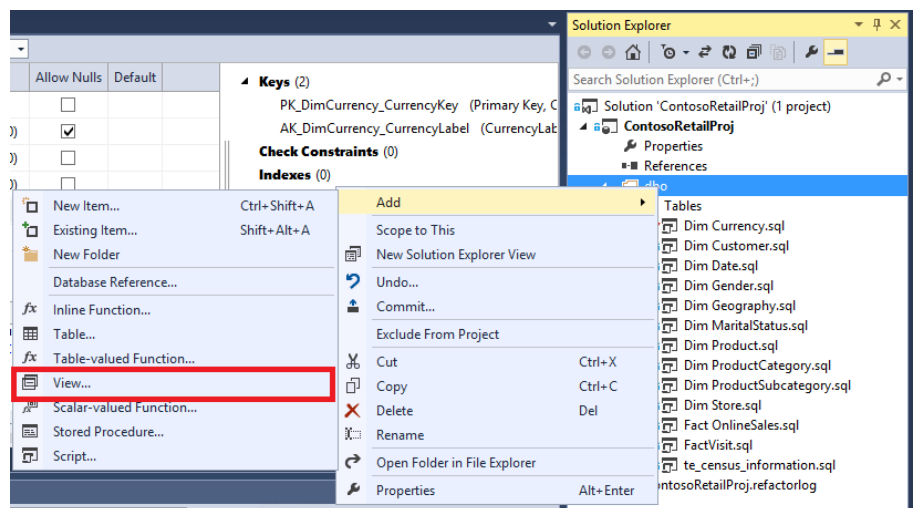 Solution Explorer
Allow Nulls Default
Keys (2)
PK_DimCurrency_CurrencyKey (Primary Key, C
AK_DimCurrency_CurrencyLabel (CurrencyLab
Check Constraints (0)
Indexes (0)
Search Solution Explorer (Ctrl+;)
Solution 'ContosoRetailProj' (1 project)
ContosoRetailProj
Properties
References
dbo
Tables
Dim Currency.sql
Dim Customer.sql
Dim Date.sql
Dim Gender.sql
Dim Geography.sql
Dim MaritalStatus.sql
Dim Product.sql
Dim ProductCategory.sql
Dim ProductSubcategory.sql
Dim Store.sql
Fact OnlineSales.sql
FactVisit.sql
te_census_information.sql
ontosoRetailProj.refactorlog
Add
Scope to This
New Solution Explorer View
Undo...
Commit...
Exclude From Project
Cut Ctrl+X
Copy Ctrl+C
Delete Del
Rename
Open Folder in File Explorer
Properties Alt+Enter
New Item... Ctrl+Shift+A
Existing Item... Shift+Alt+A
New Folder
Database Reference...
Inline Function...
Table...
Table-valued Function...
View...
Scalar-valued Function...
Stored Procedure...
Script...